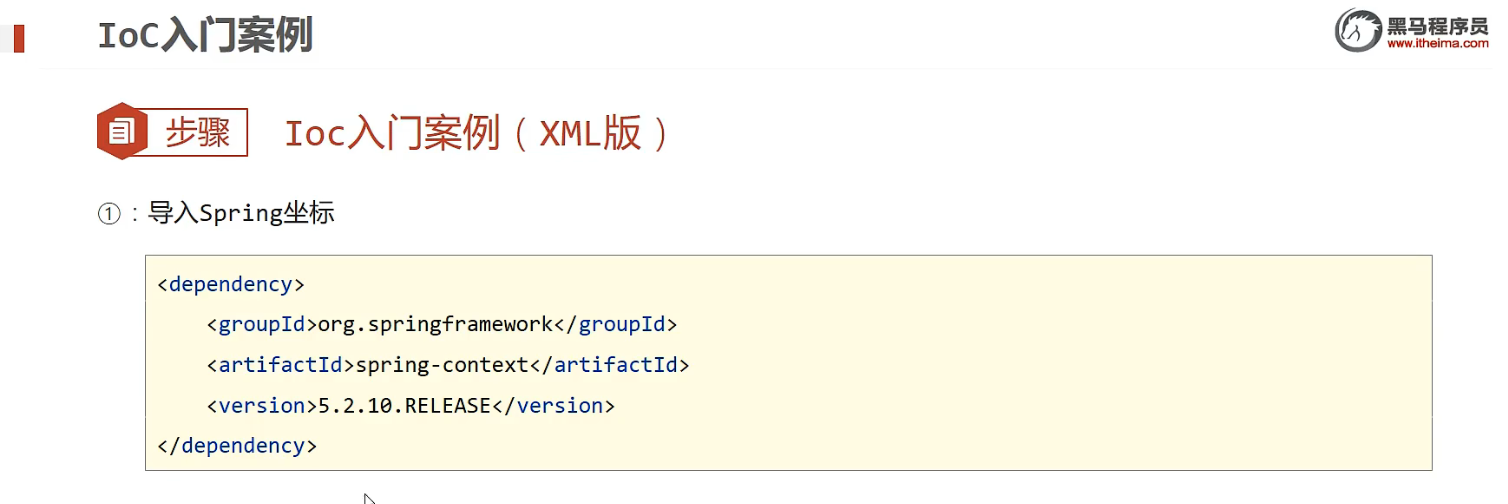 IoC入门案例
黑马程序员
www.itheima.com
步骤
Ioc入门案例（XML版）
①：导入Spring坐标
<dependency>
    <groupId>org.springframework</groupId>
    <artifactId>spring-context</artifactId>
    <version>5.2.10.RELEASE</version>
</dependency>